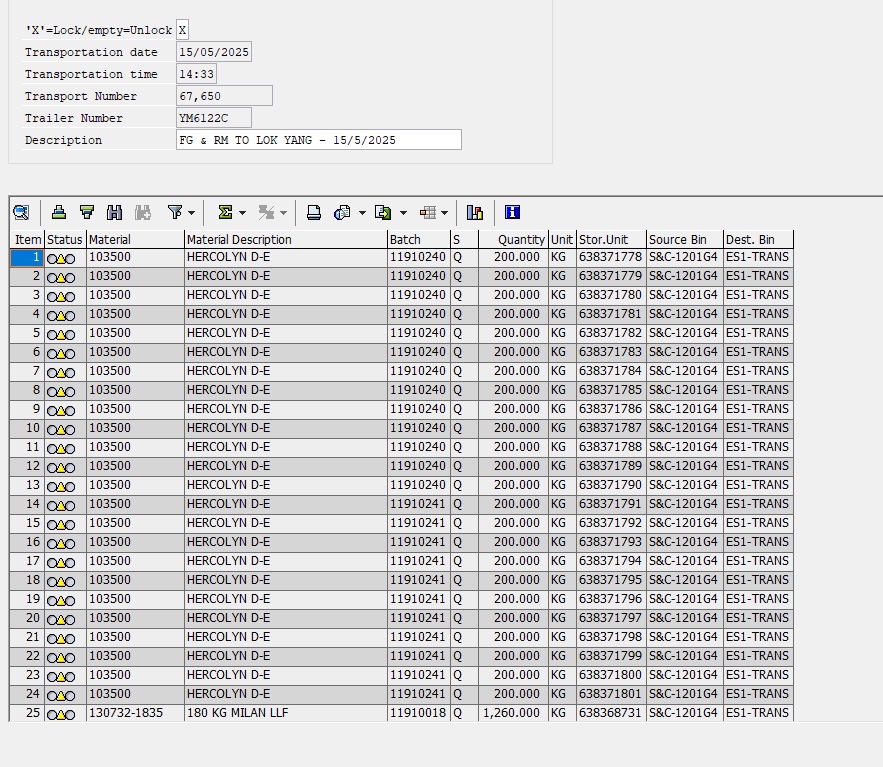 'X'=Lock/empty=Unlock X
Transportation date 15/05/2025
Transportation time 14:33
Transport Number 67,650
Trailer Number YM6122C
Description FG & RM TO LOK YANG - 15/5/2025
Item Status Material Material Description Batch S Quantity Unit Stor.Unit Source Bin Dest. Bin
1 103500 HERCOLYN D-E 11910240 Q 200.000 KG 638371778 S&C-1201G4 ES1-TRANS
2 103500 HERCOLYN D-E 11910240 Q 200.000 KG 638371779 S&C-1201G4 ES1-TRANS
3 103500 HERCOLYN D-E 11910240 Q 200.000 KG 638371780 S&C-1201G4 ES1-TRANS
4 103500 HERCOLYN D-E 11910240 Q 200.000 KG 638371781 S&C-1201G4 ES1-TRANS
5 103500 HERCOLYN D-E 11910240 Q 200.000 KG 638371782 S&C-1201G4 ES1-TRANS
6 103500 HERCOLYN D-E 11910240 Q 200.000 KG 638371783 S&C-1201G4 ES1-TRANS
7 103500 HERCOLYN D-E 11910240 Q 200.000 KG 638371784 S&C-1201G4 ES1-TRANS
8 103500 HERCOLYN D-E 11910240 Q 200.000 KG 638371785 S&C-1201G4 ES1-TRANS
9 103500 HERCOLYN D-E 11910240 Q 200.000 KG 638371786 S&C-1201G4 ES1-TRANS
10 103500 HERCOLYN D-E 11910240 Q 200.000 KG 638371787 S&C-1201G4 ES1-TRANS
11 103500 HERCOLYN D-E 11910240 Q 200.000 KG 638371788 S&C-1201G4 ES1-TRANS
12 103500 HERCOLYN D-E 11910240 Q 200.000 KG 638371789 S&C-1201G4 ES1-TRANS
13 103500 HERCOLYN D-E 11910240 Q 200.000 KG 638371790 S&C-1201G4 ES1-TRANS
14 103500 HERCOLYN D-E 11910241 Q 200.000 KG 638371791 S&C-1201G4 ES1-TRANS
15 103500 HERCOLYN D-E 11910241 Q 200.000 KG 638371792 S&C-1201G4 ES1-TRANS
16 103500 HERCOLYN D-E 11910241 Q 200.000 KG 638371793 S&C-1201G4 ES1-TRANS
17 103500 HERCOLYN D-E 11910241 Q 200.000 KG 638371794 S&C-1201G4 ES1-TRANS
18 103500 HERCOLYN D-E 11910241 Q 200.000 KG 638371795 S&C-1201G4 ES1-TRANS
19 103500 HERCOLYN D-E 11910241 Q 200.000 KG 638371796 S&C-1201G4 ES1-TRANS
20 103500 HERCOLYN D-E 11910241 Q 200.000 KG 638371797 S&C-1201G4 ES1-TRANS
21 103500 HERCOLYN D-E 11910241 Q 200.000 KG 638371798 S&C-1201G4 ES1-TRANS
22 103500 HERCOLYN D-E 11910241 Q 200.000 KG 638371799 S&C-1201G4 ES1-TRANS
23 103500 HERCOLYN D-E 11910241 Q 200.000 KG 638371800 S&C-1201G4 ES1-TRANS
24 103500 HERCOLYN D-E 11910241 Q 200.000 KG 638371801 S&C-1201G4 ES1-TRANS
25 130732-1835 180 KG MILAN LLF 11910018 Q 1,260.000 KG 638368731 S&C-1201G4 ES1-TRANS